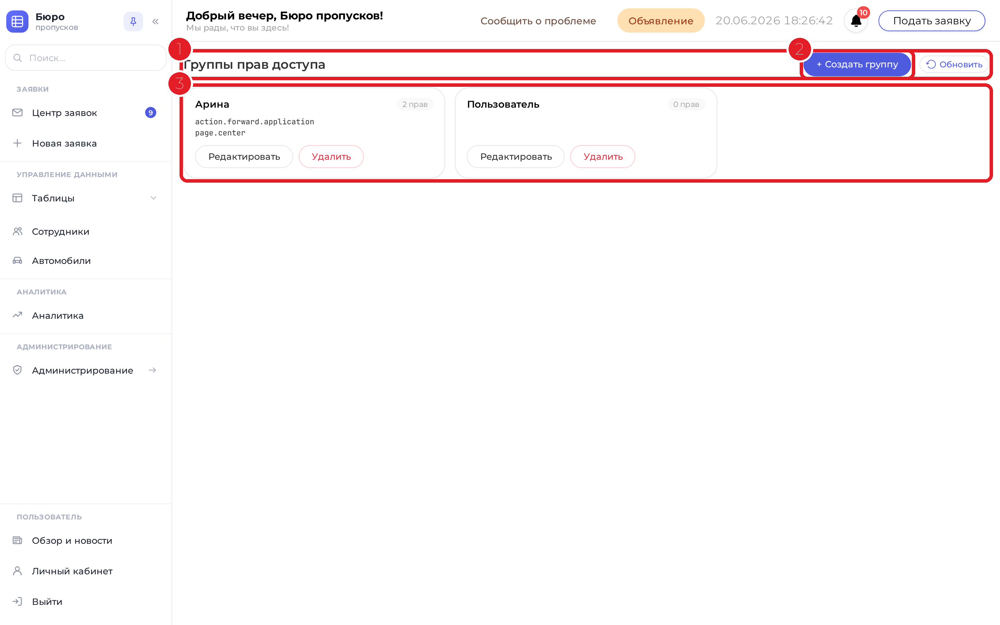 Бюро
пропусков
Поиск...
ЗАЯВКИ
Центр заявок 9
Новая заявка
УПРАВЛЕНИЕ ДАННЫМИ
Таблицы
Сотрудники
Автомобили
АНАЛИТИКА
Аналитика
АДМИНИСТРИРОВАНИЕ
Администрирование
ПОЛЬЗОВАТЕЛЬ
Обзор и новости
Личный кабинет
Выйти
Добрый вечер, Бюро пропусков!
Мы рады, что вы здесь!
Сообщить о проблеме
Объявление
20.06.2026 18:26:42
10
Подать заявку
1
Группы прав доступа
2
+ Создать группу
Обновить
3
Арина 2 прав
action.forward.application
page.center
Редактировать Удалить
Пользователь 0 прав
Редактировать Удалить